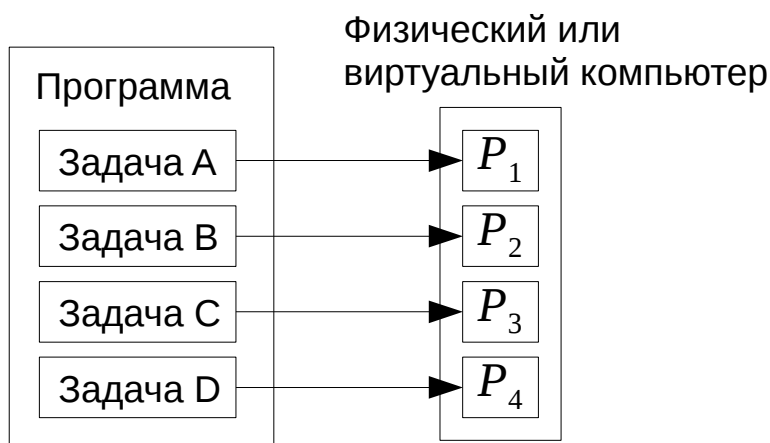 Физический или
виртуальный компьютер
Программа
Задача A
P₁
Задача B
P₂
Задача C
P₃
Задача D
P₄